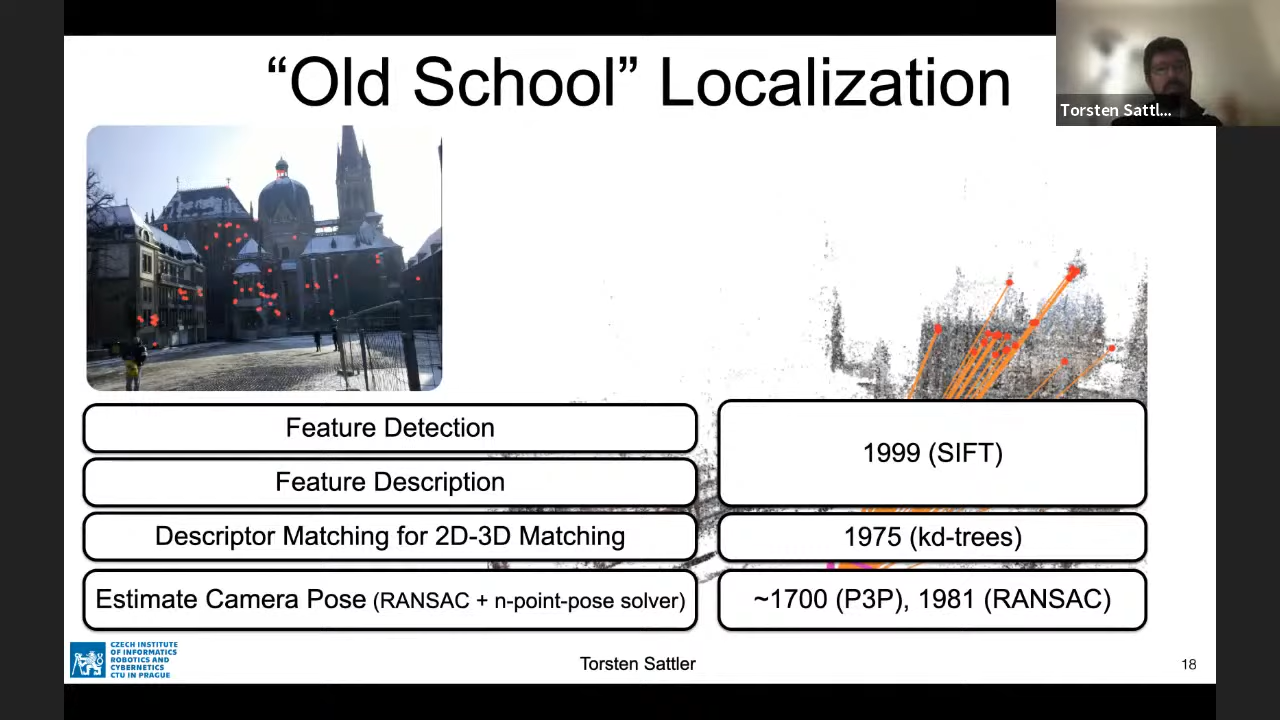 “Old School” Localization
Torsten Sattl...
Feature Detection
Feature Description
1999 (SIFT)
Descriptor Matching for 2D-3D Matching
1975 (kd-trees)
Estimate Camera Pose (RANSAC + n-point-pose solver)
~1700 (P3P), 1981 (RANSAC)
CZECH INSTITUTE
OF INFORMATICS
ROBOTICS AND
CYBERNETICS
CTU IN PRAGUE
Torsten Sattler
18